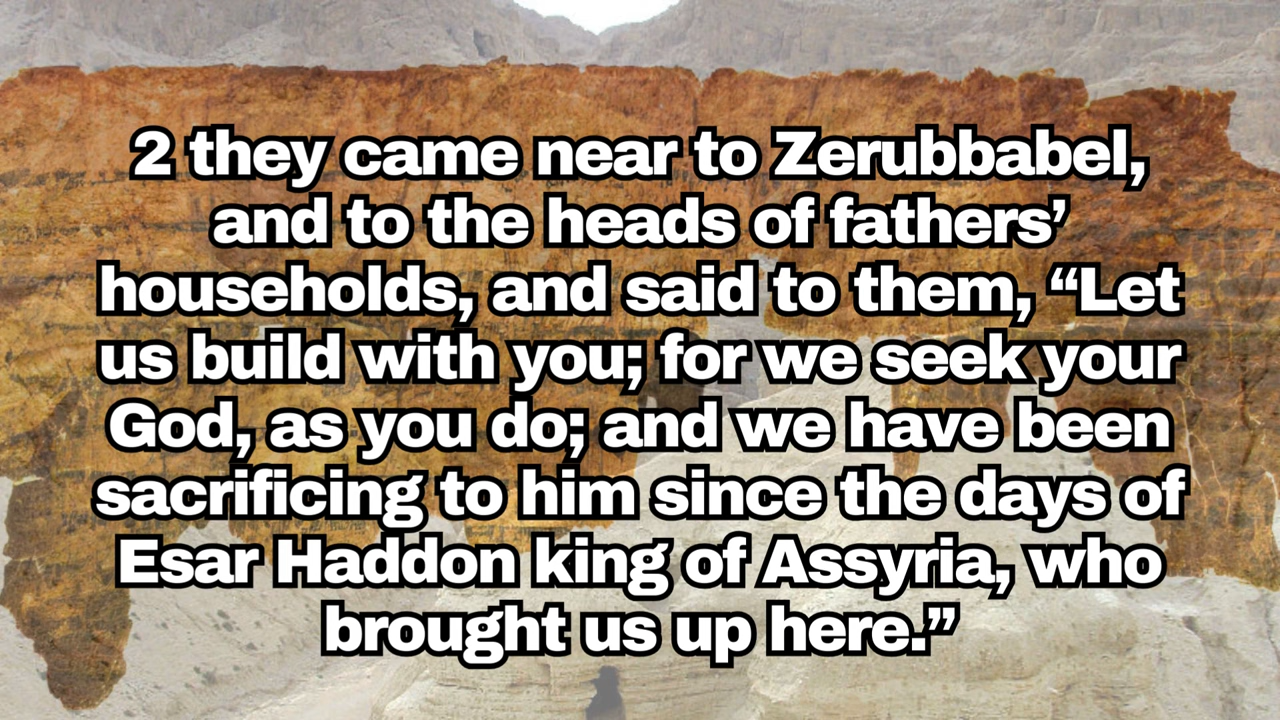 2 they came near to Zerubbabel,
and to the heads of fathers’
households, and said to them, “Let
us build with you; for we seek your
God, as you do; and we have been
sacrificing to him since the days of
Esar Haddon king of Assyria, who
brought us up here.”